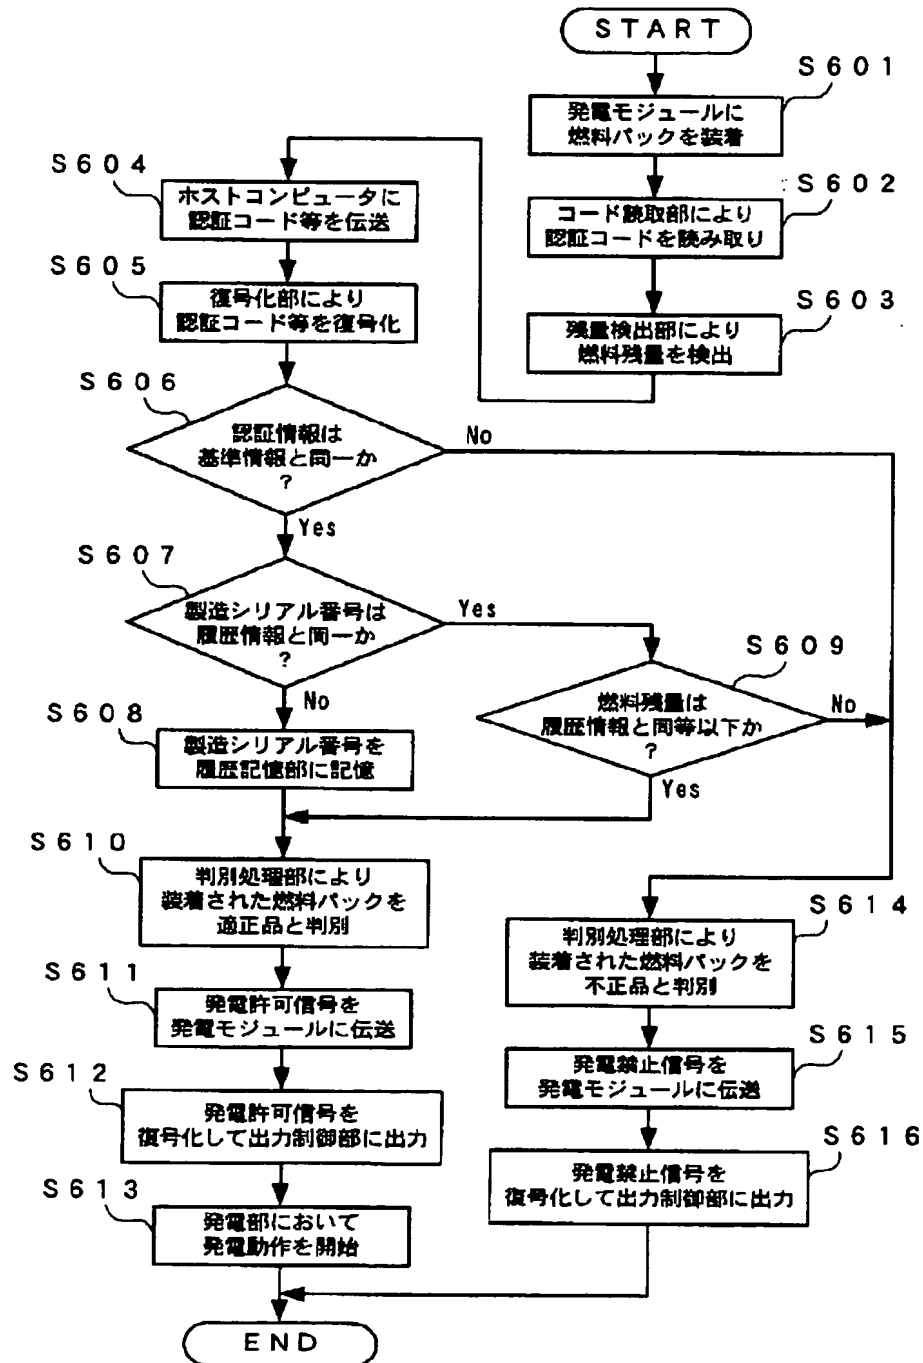 START
S601
発電モジュールに
燃料パックを装着
S602
コード読取部により
認証コードを読み取り
S603
残量検出部により
燃料残量を検出
S604
ホストコンピュータに
認証コード等を伝送
S605
復号化部により
認証コード等を復号化
S606
認証情報は
基準情報と同一か
?
No
Yes
S607
製造シリアル番号は
履歴情報と同一か
?
Yes
No
S608
製造シリアル番号を
履歴記憶部に記憶
S609
燃料残量は
履歴情報と同等以下か
?
No
Yes
S610
判別処理部により
装着された燃料パックを
適正品と判別
S611
発電許可信号を
発電モジュールに伝送
S612
発電許可信号を
復号化して出力制御部に出力
S613
発電部において
発電動作を開始
S614
判別処理部により
装着された燃料パックを
不正品と判別
S615
発電禁止信号を
発電モジュールに伝送
S616
発電禁止信号を
復号化して出力制御部に出力
END